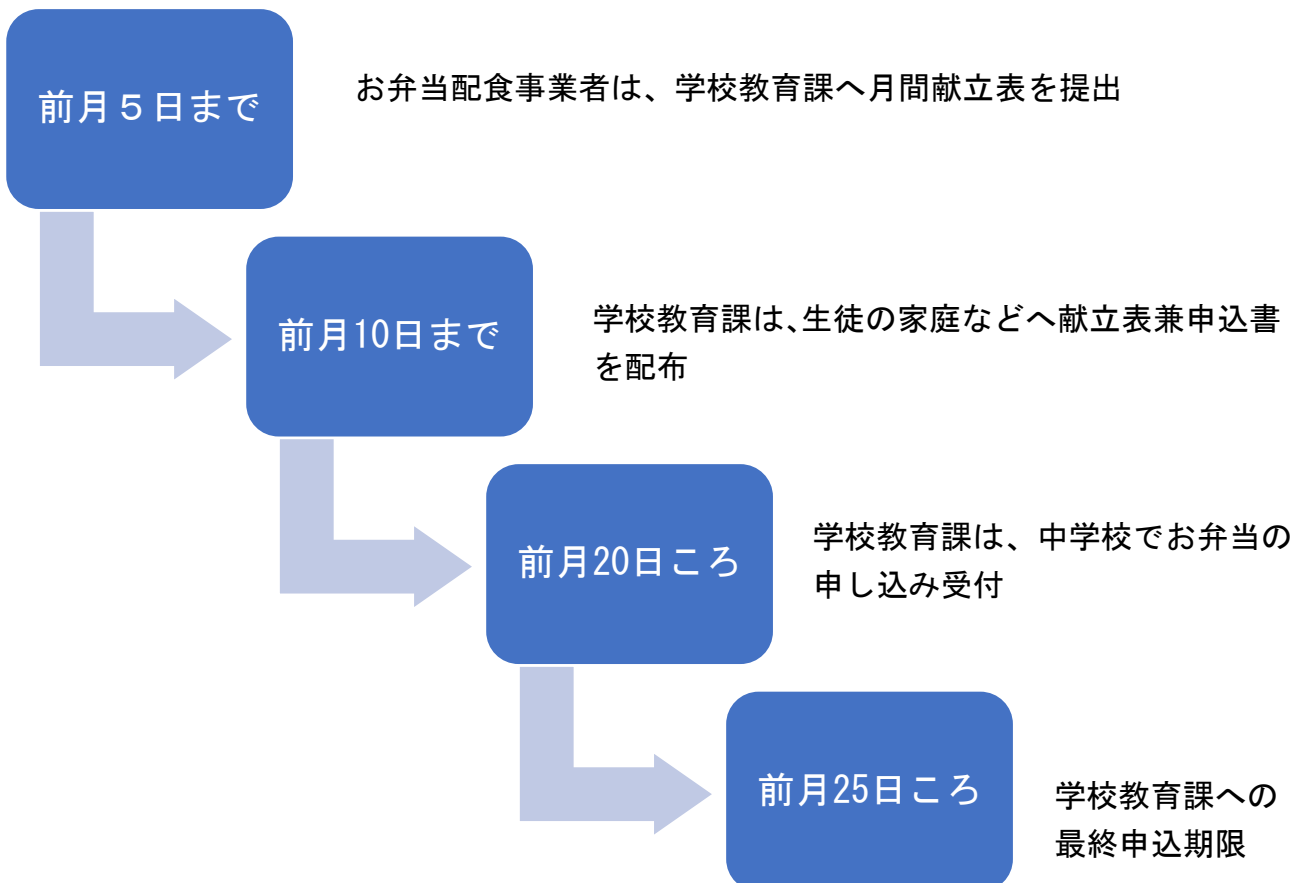 前月５日まで
お弁当配食事業者は、学校教育課へ月間献立表を提出
前月10日まで
学校教育課は、生徒の家庭などへ献立表兼申込書
を配布
前月20日ころ
学校教育課は、中学校でお弁当の
申し込み受付
前月25日ころ
学校教育課への
最終申込期限